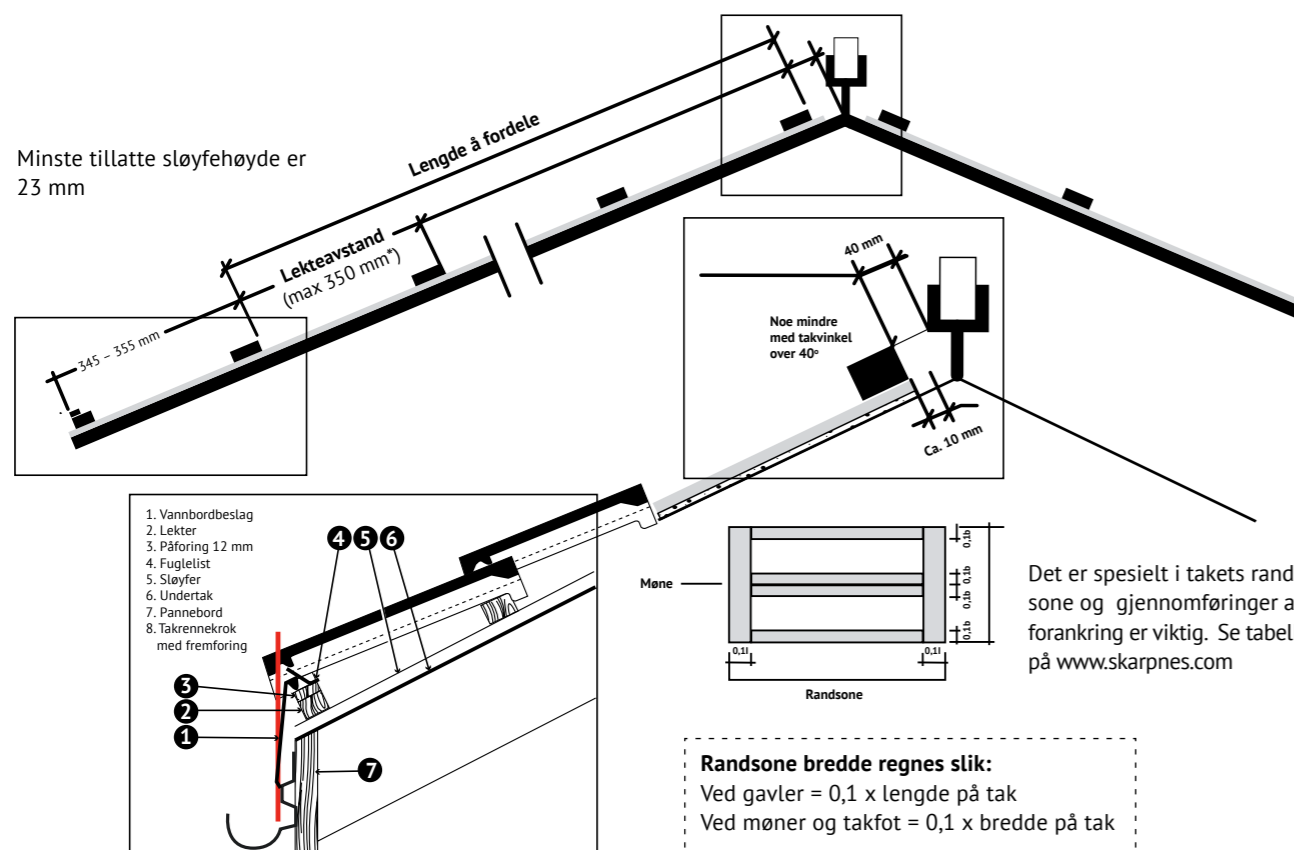 Minste tillatte sløyfehøyde er
23 mm
Lengde å fordele
Lekteavstand
(max 350 mm*)
345 – 355 mm
40 mm
Noe mindre
med takvinkel
over 40º
Ca. 10 mm
1. Vannbordbeslag
2. Lekter
3. Påforing 12 mm
4. Fuglelist
5. Sløyfer
6. Undertak
7. Pannebord
8. Takrennekrok
med fremforing
4 5 6
3
2
1
7
Møne
0,1b
0,1b
0,1b
0,1b
0,1l
0,1l
Randsone
Det er spesielt i takets rand
sone og gjennomføringer a
forankring er viktig. Se tabel
på www.skarpnes.com
Randsone bredde regnes slik:
Ved gavler = 0,1 x lengde på tak
Ved møner og takfot = 0,1 x bredde på tak